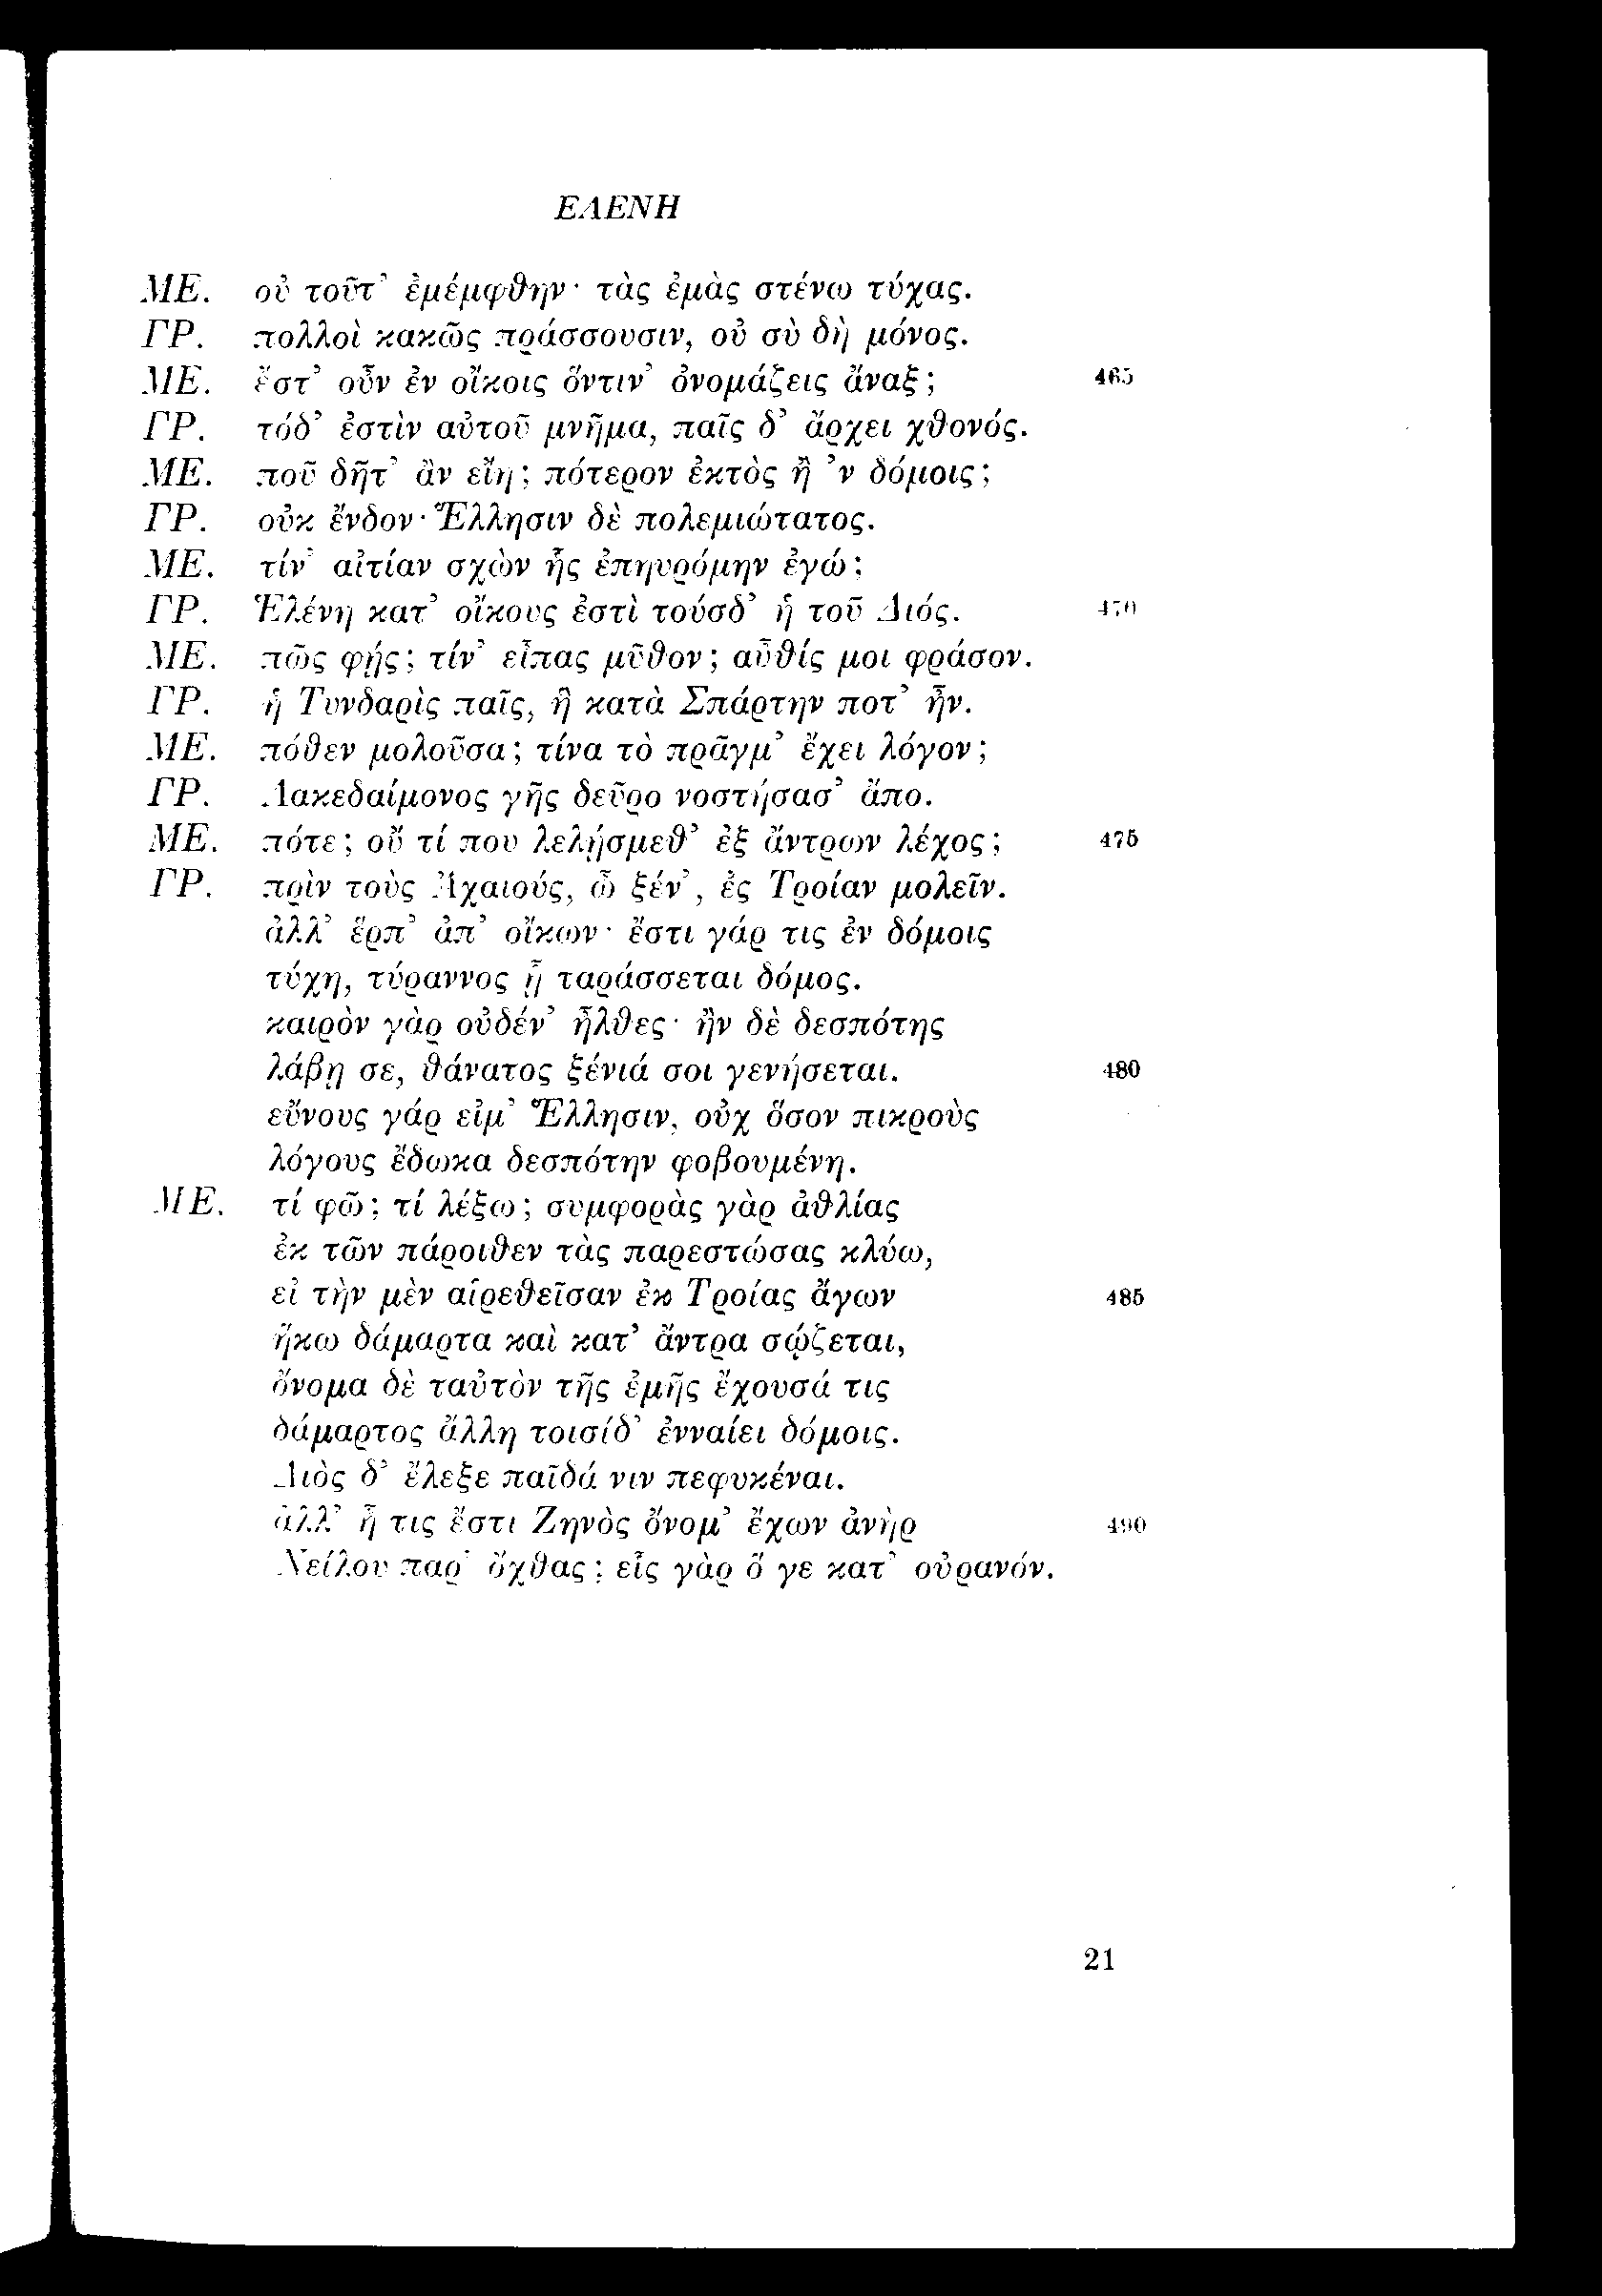 ΕΛΕΝΗ
ΜΕ. οὐ τοῦτ᾽ ἐμέμφθην· τὰς ἐμὰς στένω τύχας.
ΓΡ. πολλοὶ κακῶς πράσσουσιν, οὐ σὺ δὴ μόνος.
ΜΕ. ἔστ᾽ οὖν ἐν οἴκοις ὅντιν᾽ ὀνομάζεις ἄναξ; 465
ΓΡ. τόδ᾽ ἐστὶν αὐτοῦ μνῆμα, παῖς δ᾽ ἄρχει χθονός.
ΜΕ. ποῦ δῆτ᾽ ἂν εἴη; πότερον ἐκτὸς ἢ ᾽ν δόμοις;
ΓΡ. οὐκ ἔνδον· Ἕλλησιν δὲ πολεμιώτατος.
ΜΕ. τίν᾽ αἰτίαν σχὼν ἧς ἐπηυρόμην ἐγώ;
ΓΡ. Ἑλένη κατ᾽ οἴκους ἐστὶ τούσδ᾽ ἡ τοῦ Διός. 470
ΜΕ. πῶς φῄς; τίν᾽ εἶπας μῦθον; αὖθίς μοι φράσον.
ΓΡ. ἡ Τυνδαρὶς παῖς, ἣ κατὰ Σπάρτην ποτ᾽ ἦν.
ΜΕ. πόθεν μολοῦσα; τίνα τὸ πρᾶγμ᾽ ἔχει λόγον;
ΓΡ. Λακεδαίμονος γῆς δεῦρο νοστήσασ᾽ ἄπο.
ΜΕ. πότε; οὔ τί που λελῄσμεθ᾽ ἐξ ἄντρων λέχος; 475
ΓΡ. πρὶν τοὺς Ἀχαιούς, ὦ ξέν᾽, ἐς Τροίαν μολεῖν.
ἀλλ᾽ ἕρπ᾽ ἀπ᾽ οἴκων· ἔστι γάρ τις ἐν δόμοις
τύχη, τύραννος ᾗ ταράσσεται δόμος.
καιρὸν γὰρ οὐδέν᾽ ἦλθες· ἢν δὲ δεσπότης
λάβῃ σε, θάνατος ξένιά σοι γενήσεται. 480
εὔνους γάρ εἰμ᾽ Ἕλλησιν, οὐχ ὅσον πικροὺς
λόγους ἔδωκα δεσπότην φοβουμένη.
ΜΕ. τί φῶ; τί λέξω; συμφορὰς γὰρ ἀθλίας
ἐκ τῶν πάροιθεν τὰς παρεστώσας κλύω,
εἰ τὴν μὲν αἱρεθεῖσαν ἐκ Τροίας ἄγων 485
ἥκω δάμαρτα καὶ κατ᾽ ἄντρα σῴζεται,
ὄνομα δὲ ταὐτὸν τῆς ἐμῆς ἔχουσά τις
δάμαρτος ἄλλη τοισίδ᾽ ἐνναίει δόμοις.
Διὸς δ᾽ ἔλεξε παῖδά νιν πεφυκέναι.
ἀλλ᾽ ἦ τις ἔστι Ζηνὸς ὄνομ᾽ ἔχων ἀνὴρ 490
Νείλου παρ᾽ ὄχθας; εἷς γὰρ ὅ γε κατ᾽ οὐρανόν.
21